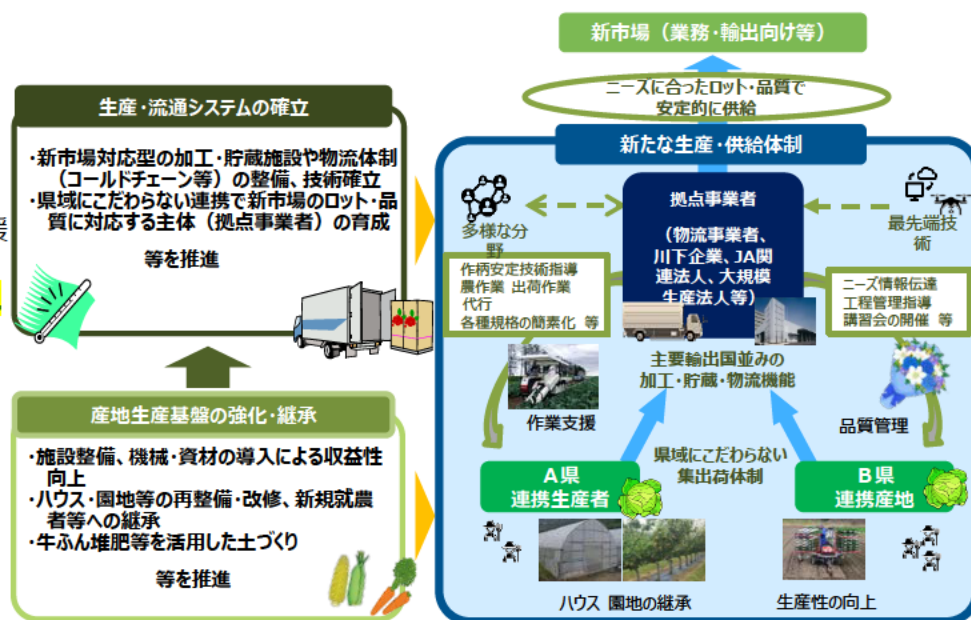 新市場（業務・輸出向け等）
ニーズに合ったロット・品質で
安定的に供給
生産・流通システムの確立
・新市場対応型の加工・貯蔵施設や物流体制
（コールドチェーン等）の整備、技術確立
・県域にこだわらない連携で新市場のロット・品
質に対応する主体（拠点事業者）の育成
等を推進
援
産地生産基盤の強化・継承
・施設整備、機械・資材の導入による収益性
向上
・ハウス・園地等の再整備・改修、新規就農
者等への継承
・牛ふん堆肥等を活用した土づくり
等を推進
新たな生産・供給体制
多様な分
野
拠点事業者
（物流事業者、
川下企業、JA関
連法人、大規模
生産法人等）
最先端技
術
作柄安定技術指導
農作業 出荷作業
代行
各種規格の簡素化 等
ニーズ情報伝達
工程管理指導
講習会の開催 等
主要輸出国並みの
加工・貯蔵・物流機能
作業支援
品質管理
県域にこだわらない
集出荷体制
A県
連携生産者
B県
連携産地
ハウス 園地の継承
生産性の向上